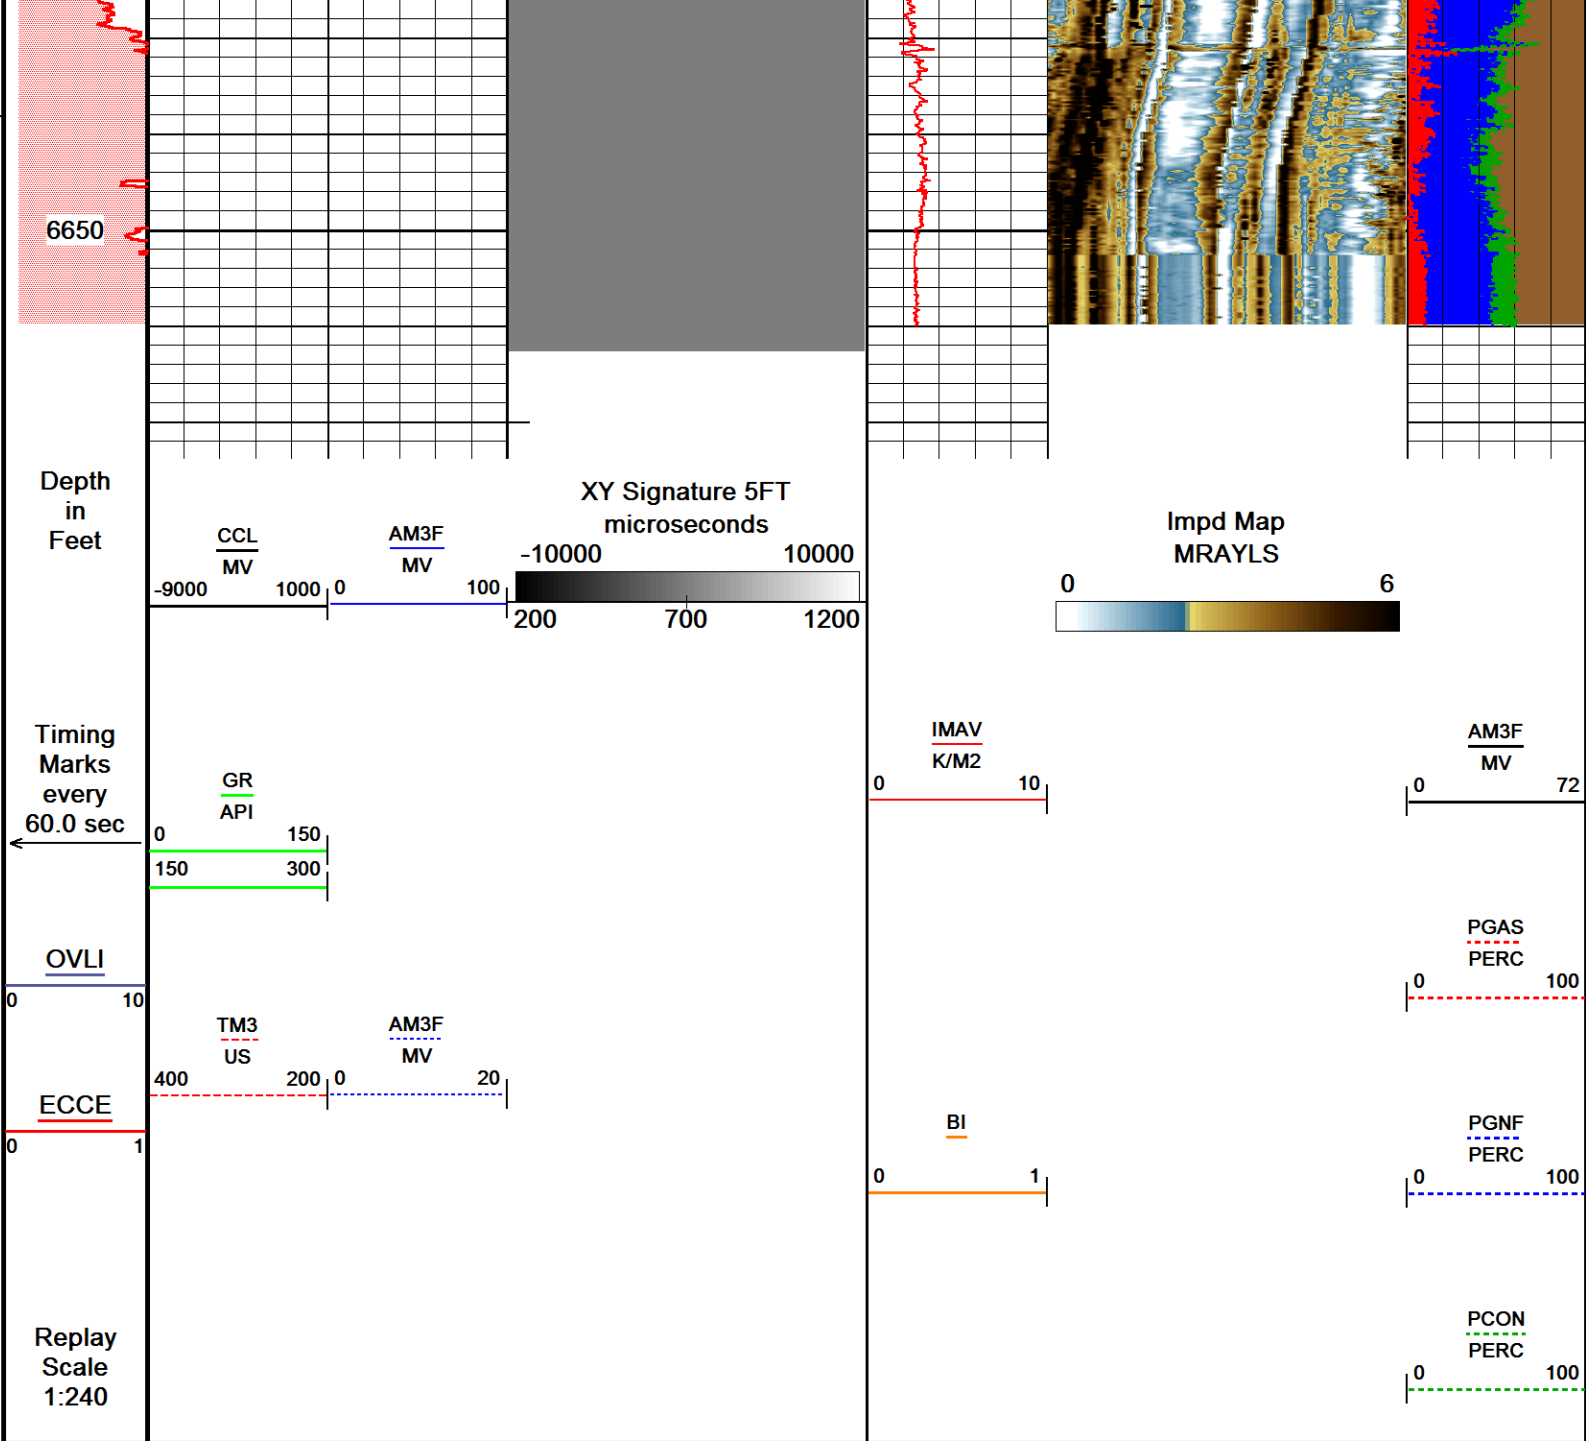 6650
Depth
in
Feet
CCL
MV
-9000 1000
AM3F
MV
0 100
XY Signature 5FT
microseconds
-10000 10000
200 700 1200
Impd Map
MRAYLS
0 6
Timing
Marks
every
60.0 sec
GR
API
0 150
150 300
IMAV
K/M2
0 10
AM3F
MV
0 72
OVLI
0 10
PGAS
PERC
0 100
TM3
US
400 200
AM3F
MV
0 20
ECCE
0 1
BI
0 1
PGNF
PERC
0 100
Replay
Scale
1:240
PCON
PERC
0 100